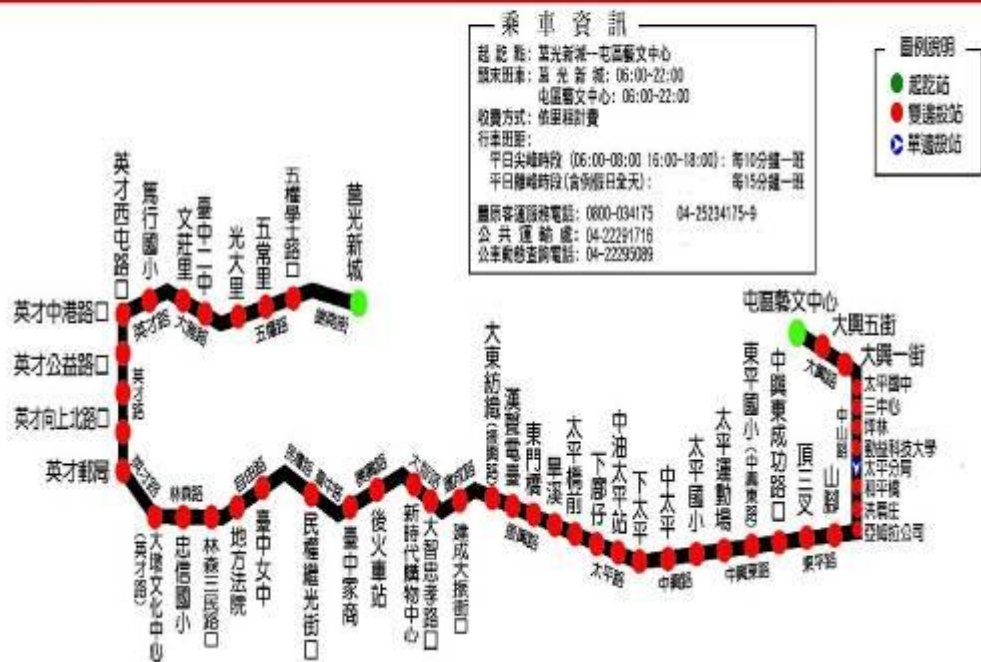 乘車資訊
起訖點：莒光新城--屯區藝文中心
頭末班車：莒光新城：06:00~22:00
屯區藝文中心：06:00~22:00
收費方式：依里程計費
行車班距：
平日尖峰時段 (06:00-08:00 16:00-18:00)：每10分鐘一班
平日離峰時段(含例假日全天)：每15分鐘一班
豐原客運服務電話：0800-034175 04-25234175~9
公共運輸處：04-22291716
公車動態查詢電話：04-22295089
圖例說明
起訖站
雙邊設站
單邊設站
莒光新城
五權學士路口
五常里
光大里
臺中二中
文莊里
篤行國小
英才西屯路口
五權路
大雅路
英才路
英才中港路口
英才公益路口
英才路
英才向上北路口
英才郵局
英才路
大墩文化中心
(英才路)
林森路
忠信國小
林森三民路口
地方法院
自由路
臺中女中
民權路
民權繼光街口
臺中路
臺中家商
復興路
後火車站
新時代購物中心
大智路
大智忠孝路口
建成大振街口
大東紡織(振興路)
漢聲電臺
東門橋
旱溪
振興路
太平橋前
下廍仔
中油太平站
太平路
下太平
中太平
中興路
太平國小
太平運動場
東平國小(中興東路)
中興東路
中興東成功路口
頂三叉
東平路
山腳
屯區藝文中心
大興五街
大興一街
大興路
太平國中
三中心
坪林
中山路
勤益科技大學
太平分局
和平橋
洪厝庄
亞姆拉公司